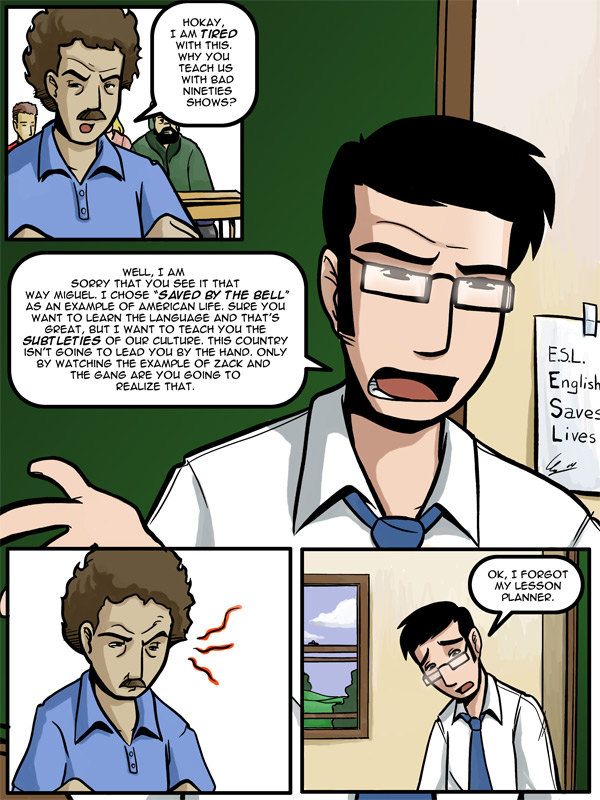 HOKAY,
I AM TIRED
WITH THIS.
WHY YOU
TEACH US
WITH BAD
NINETIES
SHOWS?
WELL, I AM
SORRY THAT YOU SEE IT THAT
WAY MIGUEL. I CHOSE "SAVED BY THE BELL"
AS AN EXAMPLE OF AMERICAN LIFE. SURE YOU
WANT TO LEARN THE LANGUAGE AND THAT'S
GREAT, BUT I WANT TO TEACH YOU THE
SUBTLETIES OF OUR CULTURE. THIS COUNTRY
ISN'T GOING TO LEAD YOU BY THE HAND. ONLY
BY WATCHING THE EXAMPLE OF ZACK AND
THE GANG ARE YOU GOING TO
REALIZE THAT.
E.S.L.
English
Saves
Lives
OK, I FORGOT
MY LESSON
PLANNER.